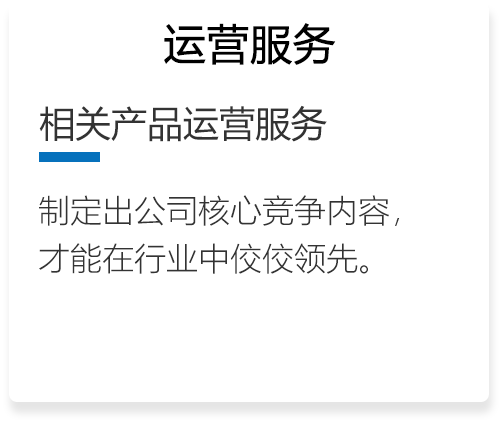 运营服务
相关产品运营服务
制定出公司核心竞争内容，
才能在行业中佼佼领先。